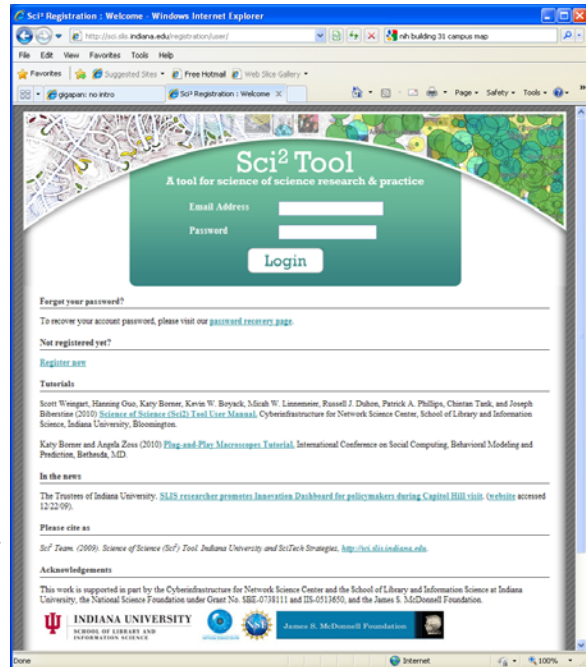 Sci² Registration : Welcome - Windows Internet Explorer
http://sci.slis.indiana.edu/registration/user/
nih building 31 campus map
File Edit View Favorites Tools Help
Favorites Suggested Sites Free Hotmail Web Slice Gallery
gigapan: no intro Sci² Registration : Welcome Page Safety Tools
Sci² Tool
A tool for science of science research & practice
Email Address
Password
Login
Forgot your password?
To recover your account password, please visit our password recovery page.
Not registered yet?
Register now
Tutorials
Scott Weingart, Hanning Guo, Katy Borner, Kevin W. Boyack, Micah W. Linnemeier, Russell J. Duhon, Patrick A. Phillips, Chintan Tank, and Joseph
Biberstine (2010) Science of Science (Sci2) Tool User Manual. Cyberinfrastructure for Network Science Center, School of Library and Information
Science, Indiana University, Bloomington.
Katy Borner and Angela Zoss (2010) Plug-and-Play Macroscopes Tutorial. International Conference on Social Computing, Behavioral Modeling and
Prediction, Bethesda, MD.
In the news
The Trustees of Indiana University. SLIS researcher promotes Innovation Dashboard for policymakers during Capitol Hill visit. (website accessed
12/22/09).
Please cite as
Sci² Team. (2009). Science of Science (Sci²) Tool. Indiana University and SciTech Strategies, http://sci.slis.indiana.edu.
Acknowledgements
This work is supported in part by the Cyberinfrastructure for Network Science Center and the School of Library and Information Science at Indiana
University, the National Science Foundation under Grant No. SBE-0738111 and IIS-0513650, and the James S. McDonnell Foundation.
INDIANA UNIVERSITY
SCHOOL OF LIBRARY AND
INFORMATION SCIENCE
NSF
James S. McDonnell Foundation
Done Internet 100%